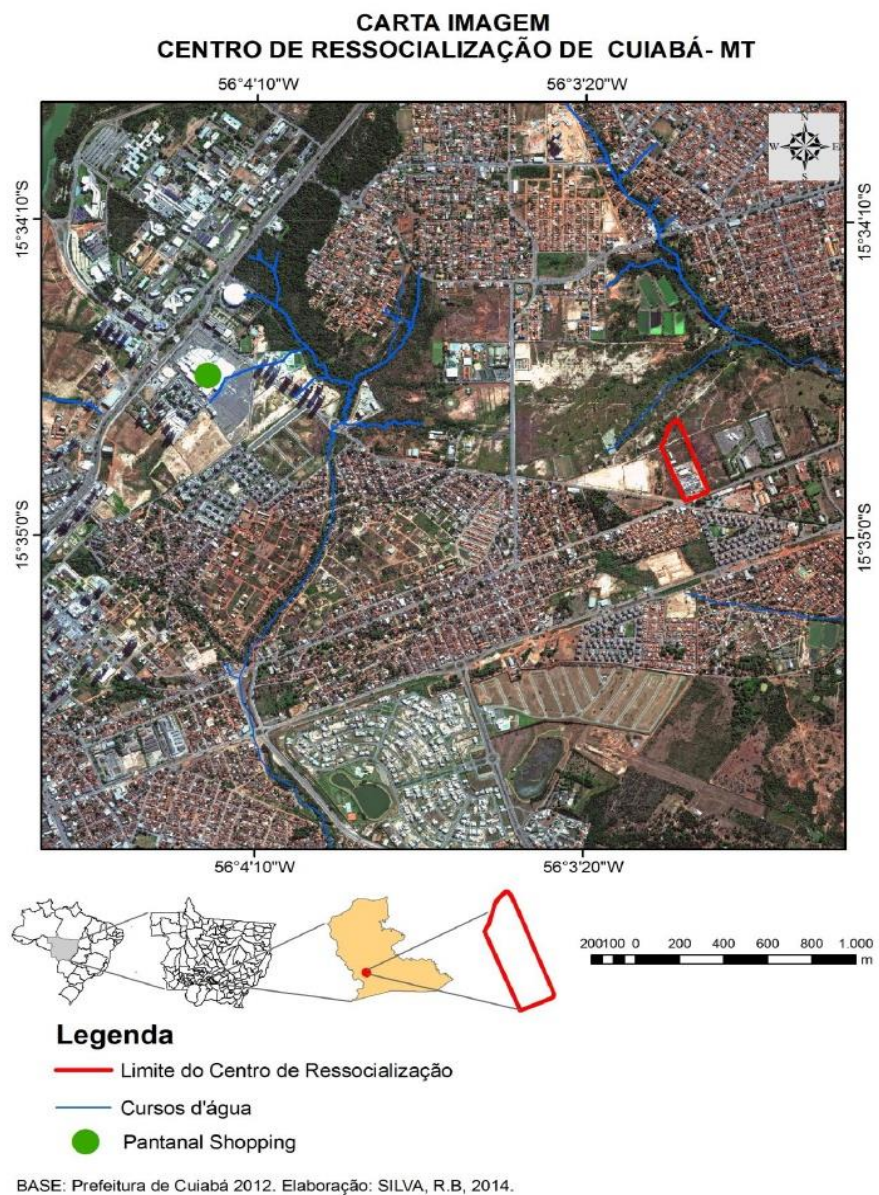 CARTA IMAGEM
CENTRO DE RESSOCIALIZAÇÃO DE CUIABÁ- MT
56°4'10"W 56°3'20"W
N
W E
S
15°34'10"S 15°34'10"S
15°35'0"S 15°35'0"S
56°4'10"W 56°3'20"W
200100 0 200 400 600 800 1.000
m
Legenda
Limite do Centro de Ressocialização
Cursos d'água
Pantanal Shopping
BASE: Prefeitura de Cuiabá 2012. Elaboração: SILVA, R.B, 2014.